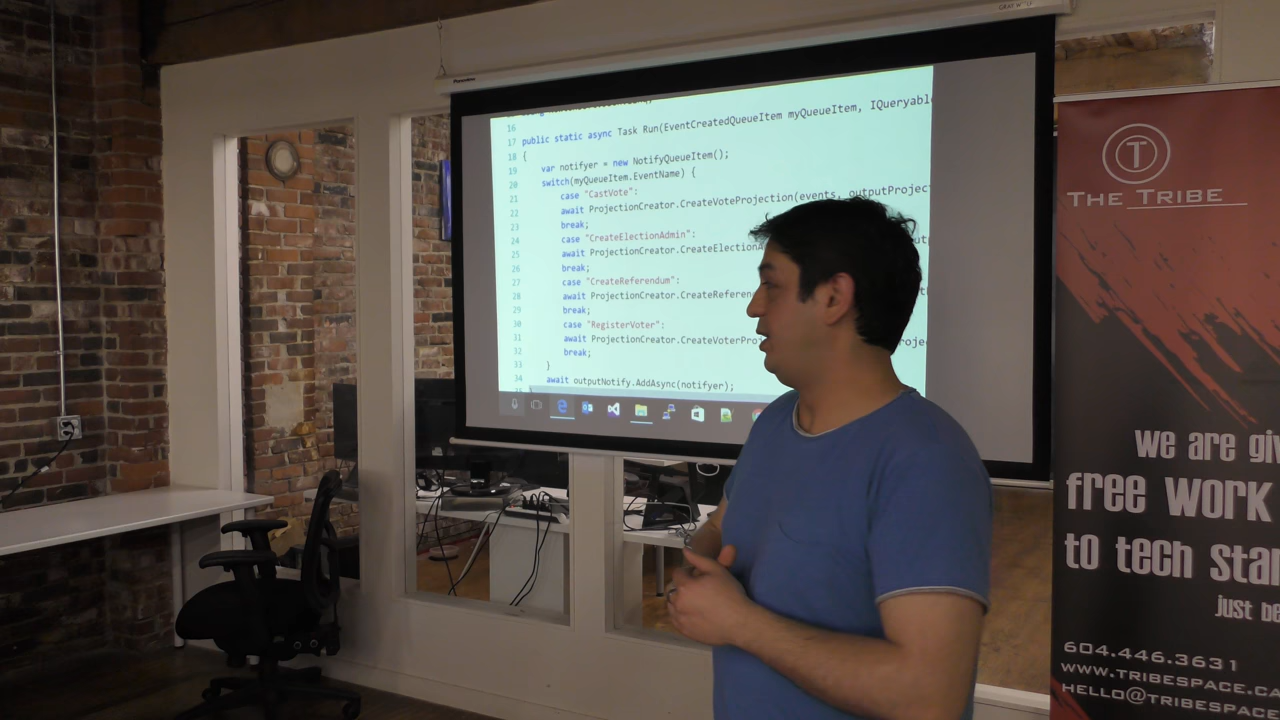 Panoview
16
17 public static async Task Run(EventCreatedQueueItem myQueueItem, IQueryabl
18 {
19 var notifyer = new NotifyQueueItem();
20 switch(myQueueItem.EventName) {
21 case "CastVote":
22 await ProjectionCreator.CreateVoteProjection(events, outputProjec
23 break;
24 case "CreateElectionAdmin":
25 await ProjectionCreator.CreateElectionA
26 break;
27 case "CreateReferendum":
28 await ProjectionCreator.CreateReferen
29 break;
30 case "RegisterVoter":
31 await ProjectionCreator.CreateVoterPro
32 break;
33 }
34 await outputNotify.AddAsync(notifyer);
T
THE TRIBE
we are giv
free work
to tech star
just be
604.446.3631
WWW.TRIBESPACE.CA
HELLO@TRIBESPACE